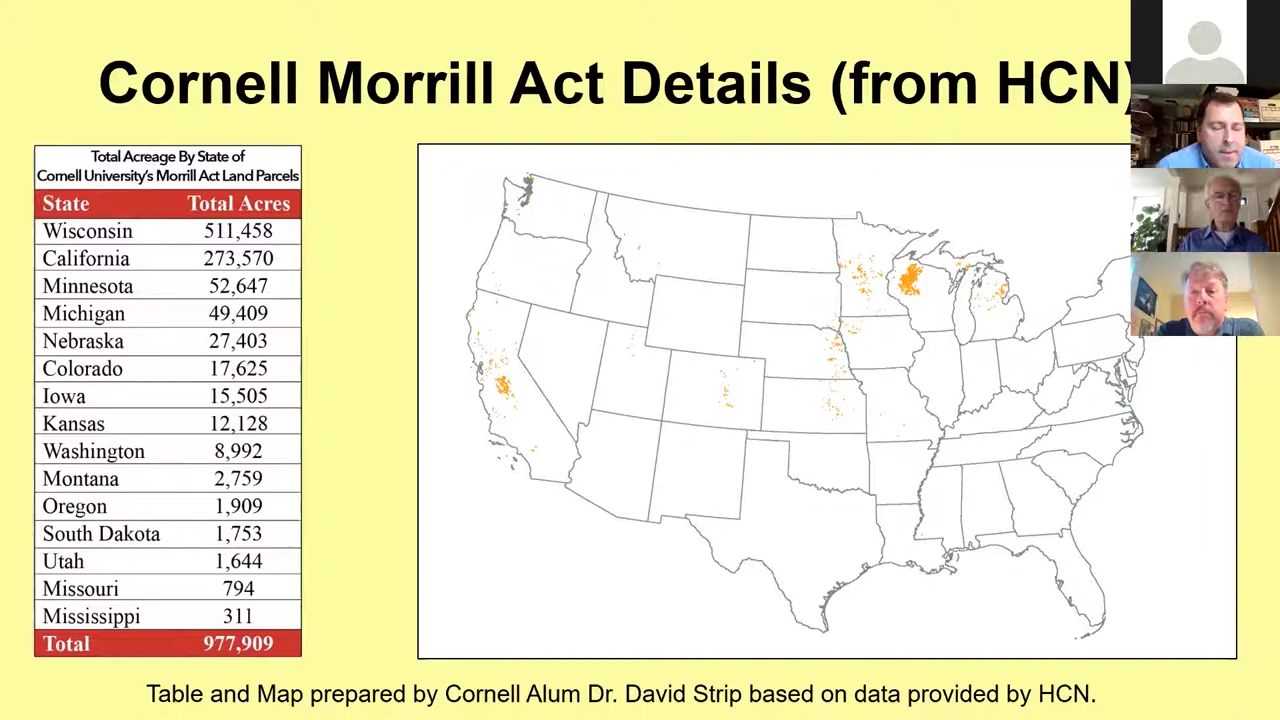 Cornell Morrill Act Details (from HCN)
Total Acreage By State of
Cornell University's Morrill Act Land Parcels
State Total Acres
Wisconsin 511,458
California 273,570
Minnesota 52,647
Michigan 49,409
Nebraska 27,403
Colorado 17,625
Iowa 15,505
Kansas 12,128
Washington 8,992
Montana 2,759
Oregon 1,909
South Dakota 1,753
Utah 1,644
Missouri 794
Mississippi 311
Total 977,909
Table and Map prepared by Cornell Alum Dr. David Strip based on data provided by HCN.